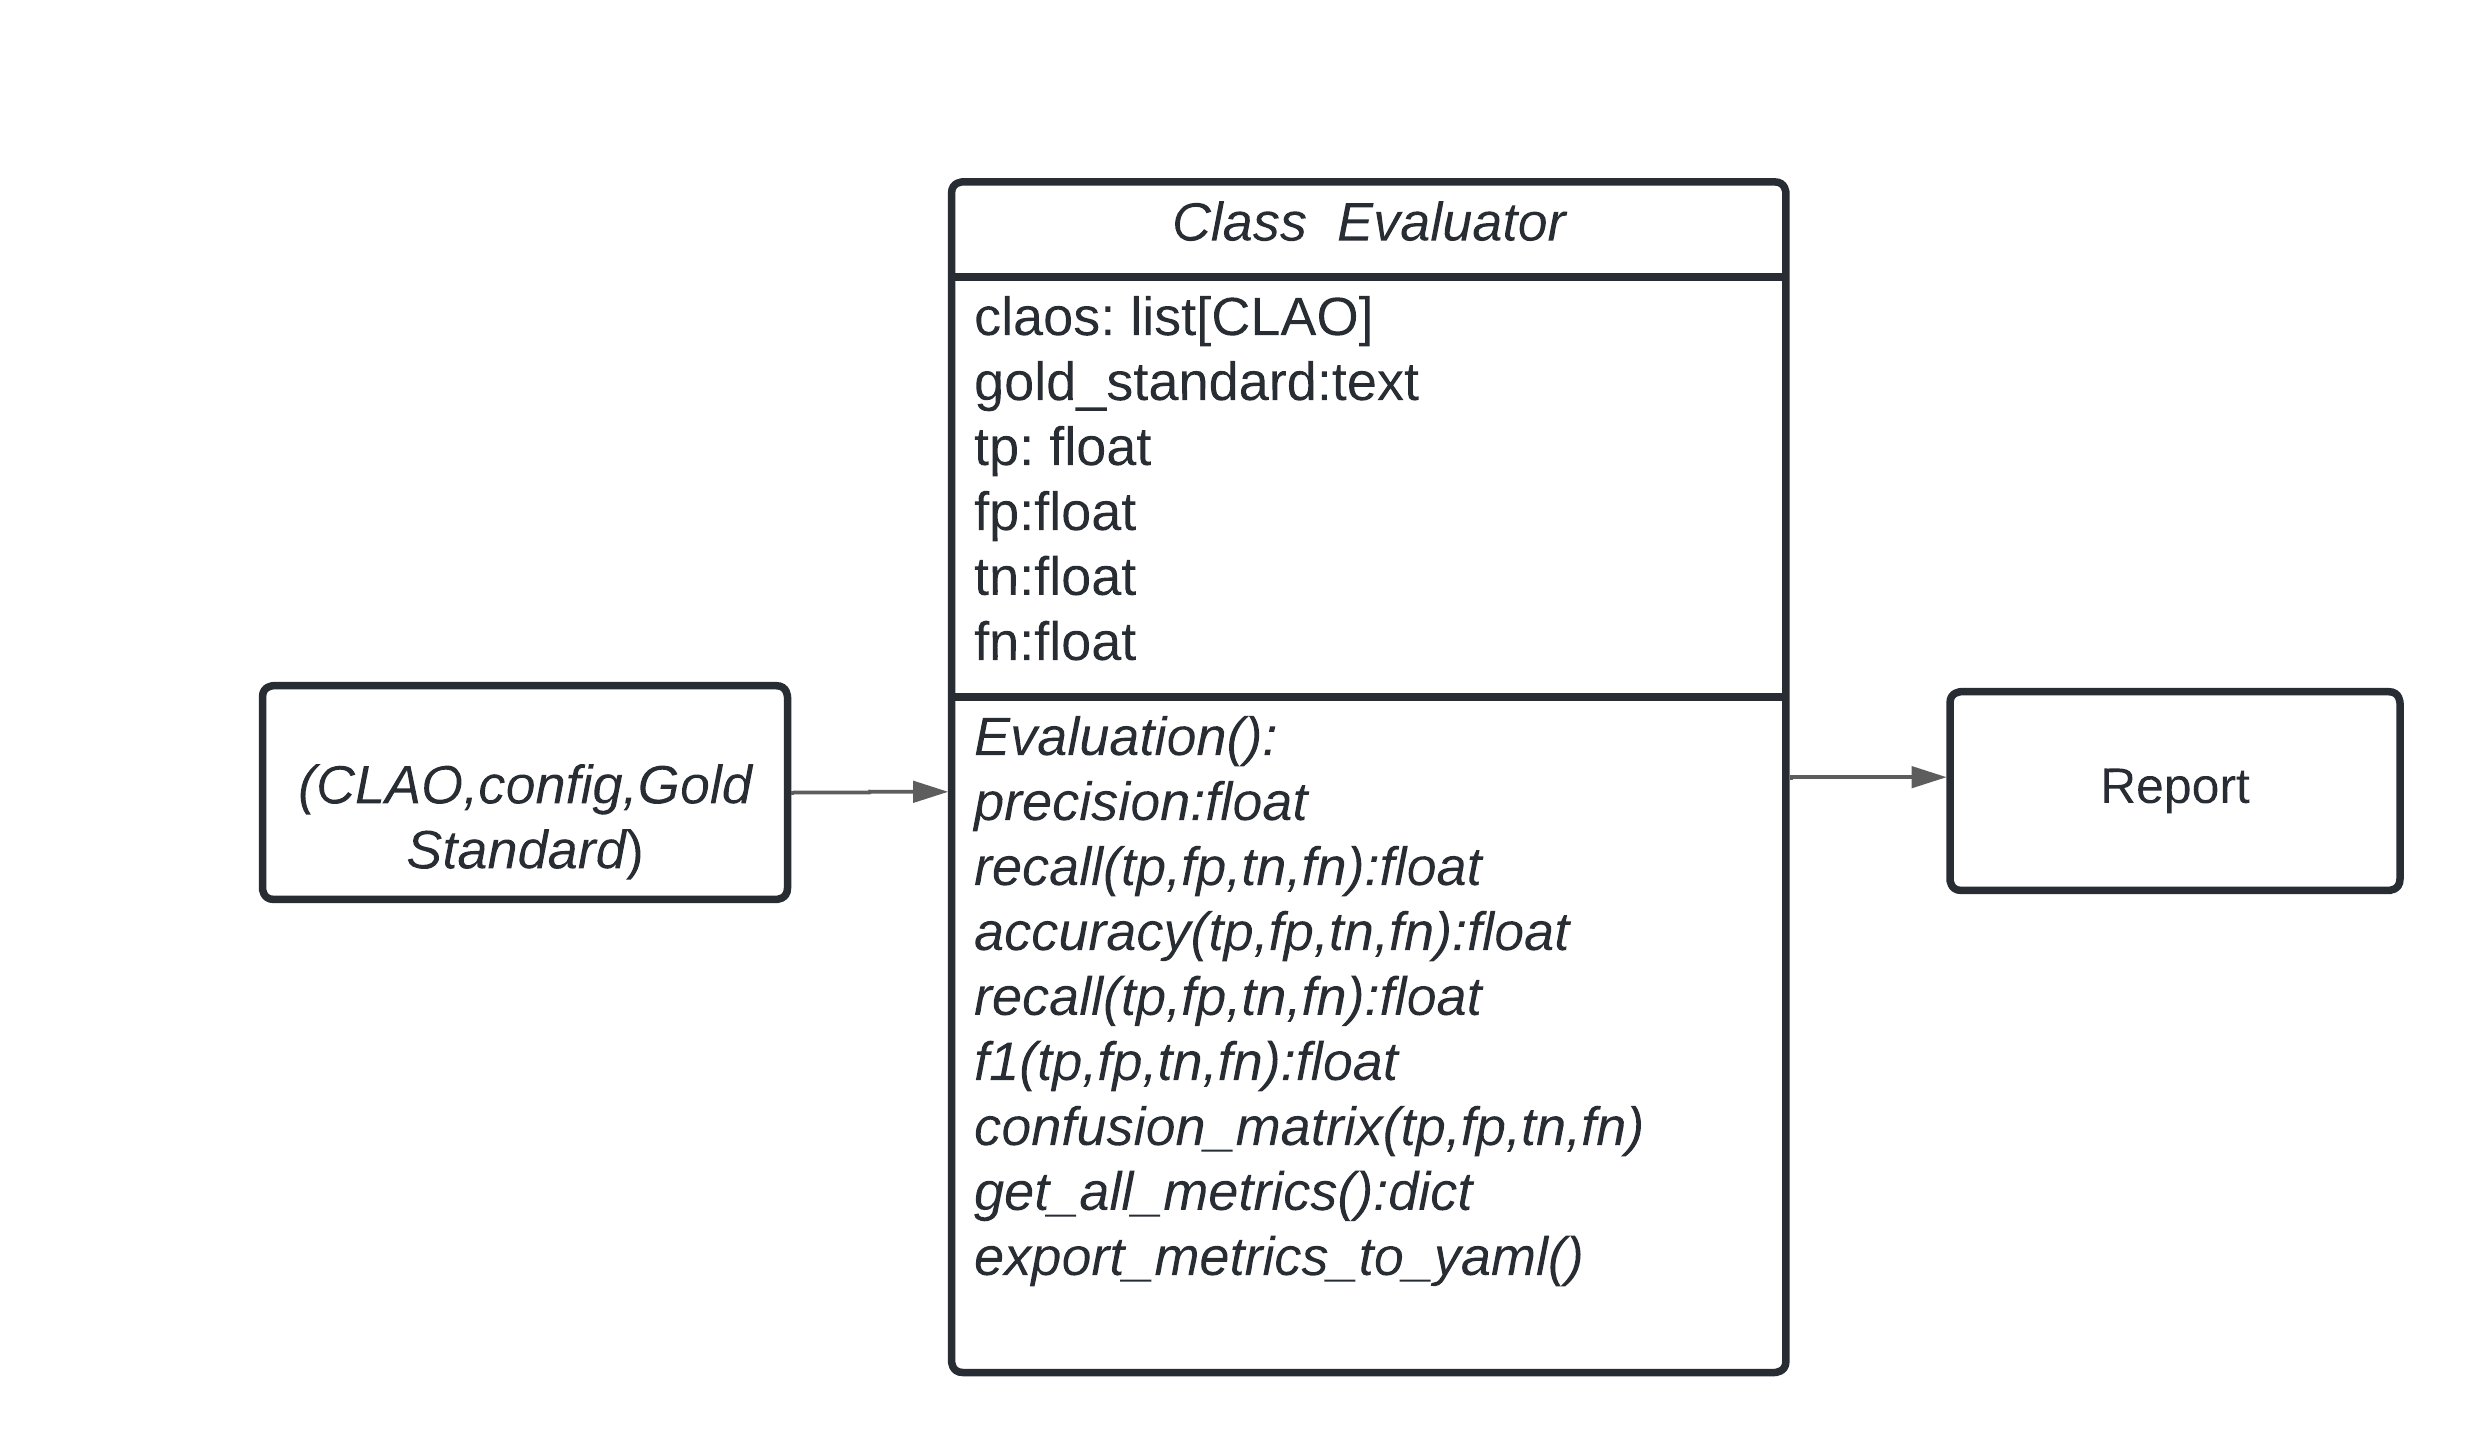 Class  Evaluator
claos: list[CLAO]
gold_standard:text
tp: float
fp:float
tn:float
fn:float
(CLAO,config,Gold
Standard)
Evaluation():
precision:float
recall(tp,fp,tn,fn):float
accuracy(tp,fp,tn,fn):float
recall(tp,fp,tn,fn):float
f1(tp,fp,tn,fn):float
confusion_matrix(tp,fp,tn,fn)
get_all_metrics():dict
export_metrics_to_yaml()
Report